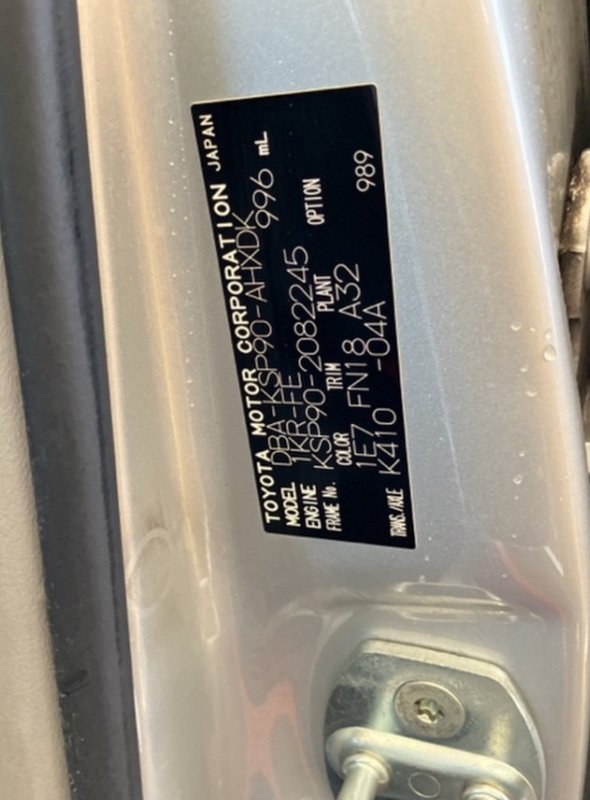 TOYOTA MOTOR CORPORATION JAPAN
MODEL DBA-KSP90-AHXDK
ENGINE 1KR-FE 996 mL
FRAME No. KSP90-2082245
COLOR TRIM PLANT OPTION
1E7 FN18 A32 989
TRANS./AXLE K410 -04A